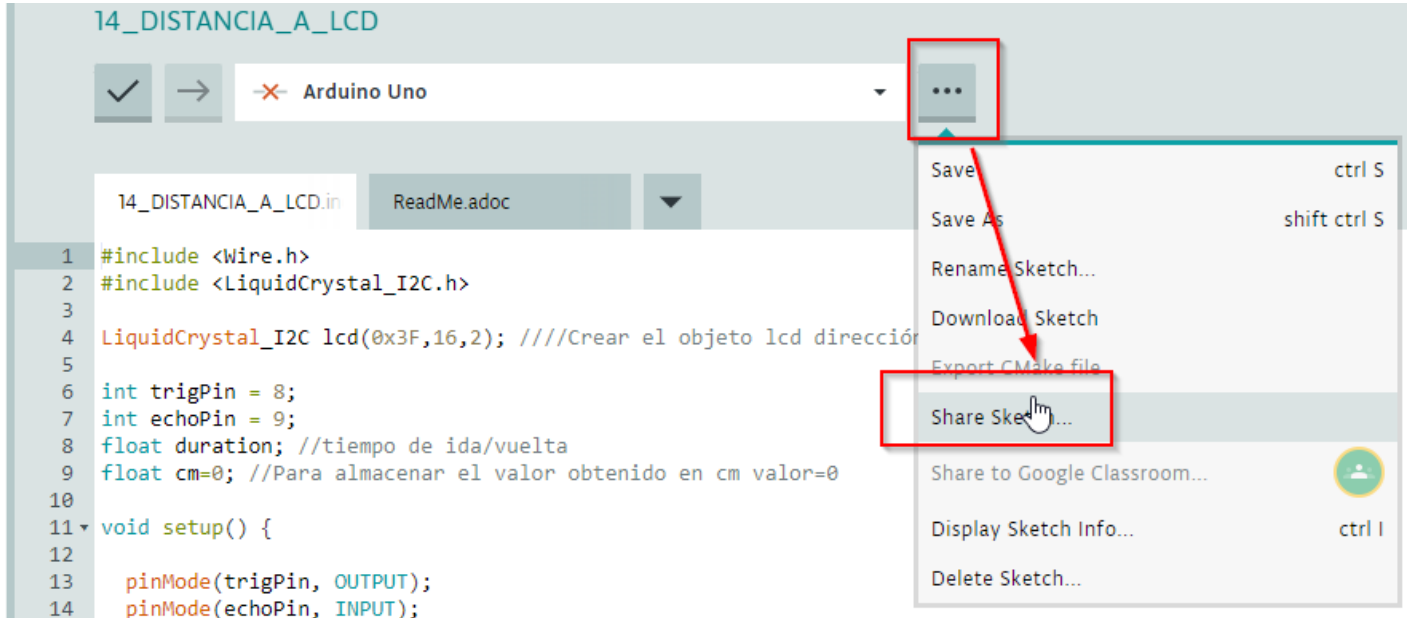 14_DISTANCIA_A_LCD
Arduino Uno
14_DISTANCIA_A_LCD.in
ReadMe.adoc
1 #include <Wire.h>
2 #include <LiquidCrystal_I2C.h>
3
4 LiquidCrystal_I2C lcd(0x3F,16,2); ////Crear el objeto lcd dirección
5
6 int trigPin = 8;
7 int echoPin = 9;
8 float duration; //tiempo de ida/vuelta
9 float cm=0; //Para almacenar el valor obtenido en cm valor=0
10
11 void setup() {
12
13 pinMode(trigPin, OUTPUT);
14 pinMode(echoPin, INPUT);
Save ctrl S
Save As shift ctrl S
Rename Sketch...
Download Sketch
Export CMake file
Share Sketch...
Share to Google Classroom...
Display Sketch Info... ctrl I
Delete Sketch...